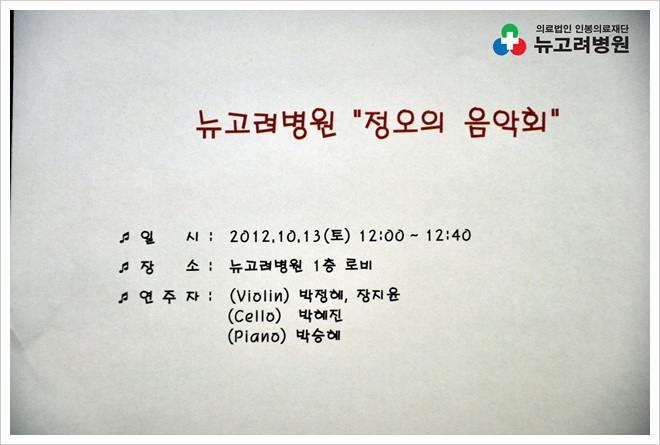 의료법인 인봉의료재단
뉴고려병원
뉴고려병원 "정오의 음악회"
♬ 일 시 : 2012.10.13(토) 12:00 ~ 12:40
♬ 장 소 : 뉴고려병원 1층 로비
♬ 연 주 자 : (Violin) 박정혜, 장지윤
(Cello) 박혜진
(Piano) 박승혜